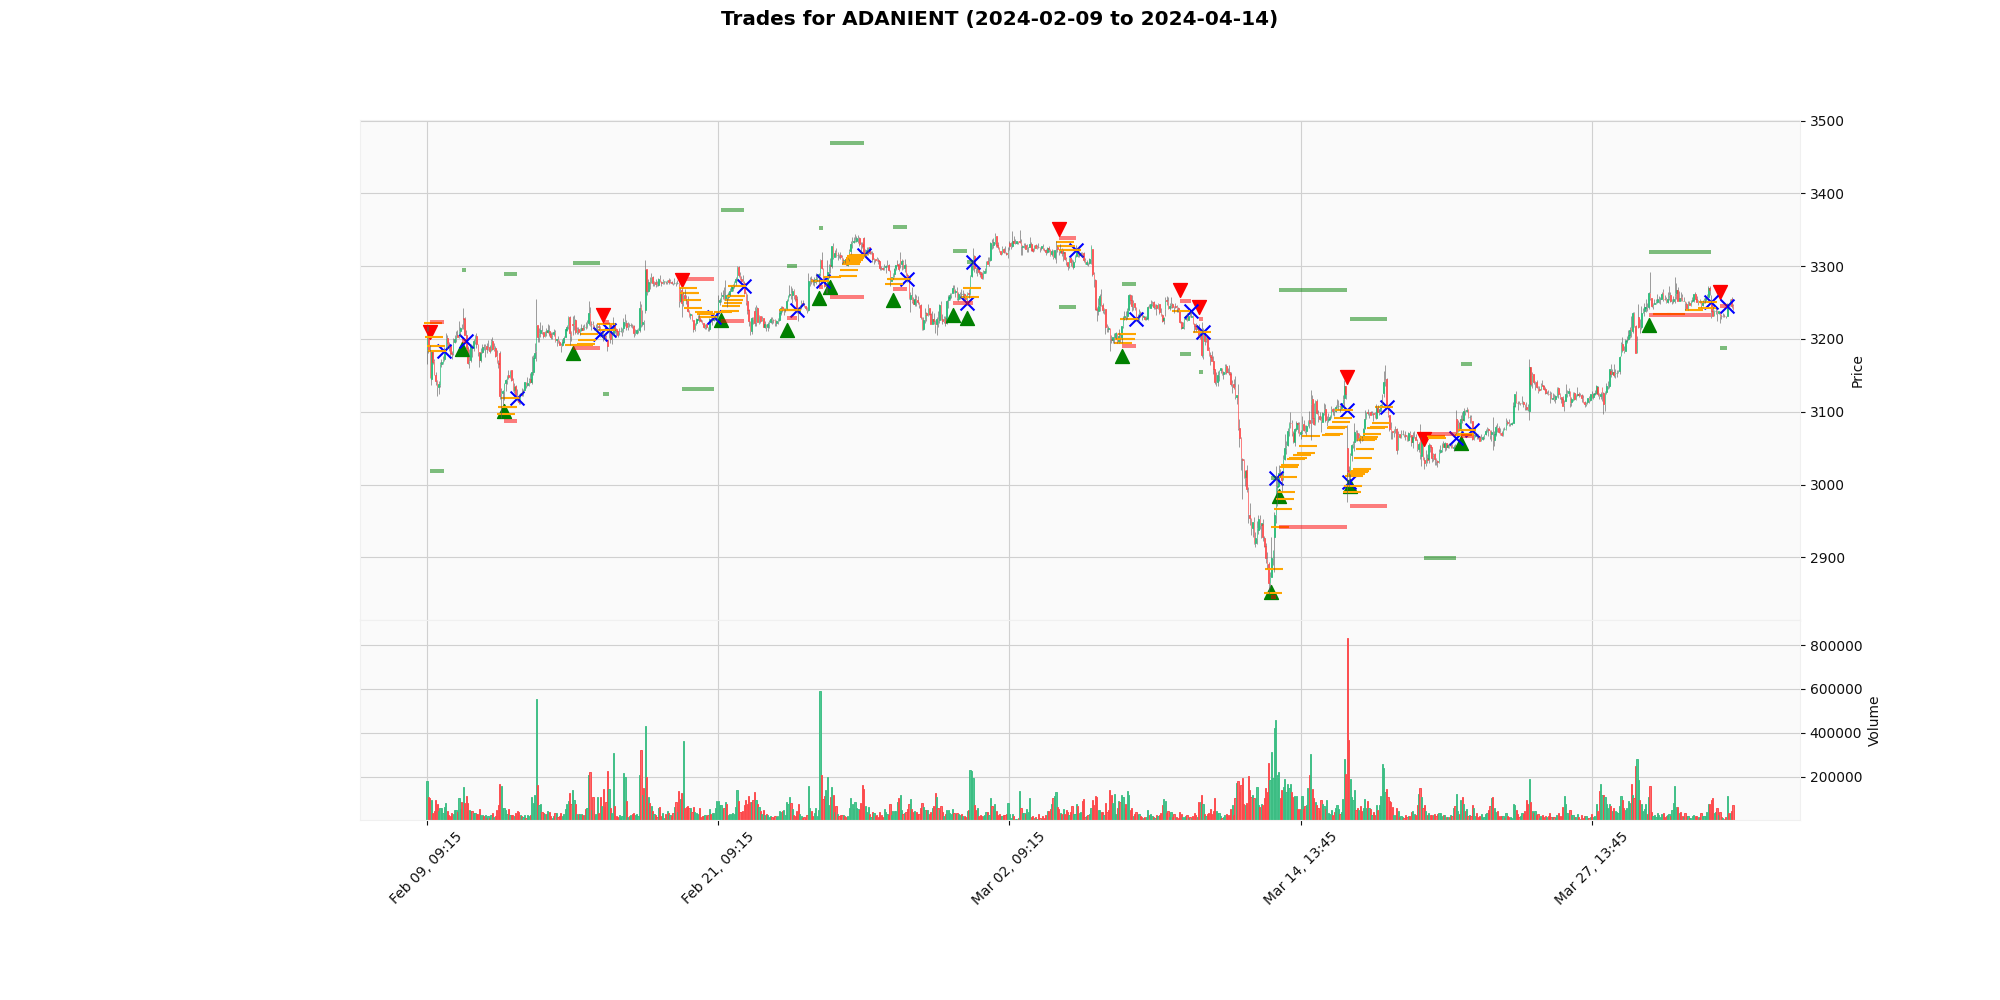 Trades for ADANIENT (2024-02-09 to 2024-04-14)
3500
3400
3300
3200
3100
3000
2900
Price
800000
600000
400000
200000
Volume
Feb 09, 09:15
Feb 21, 09:15
Mar 02, 09:15
Mar 14, 13:45
Mar 27, 13:45